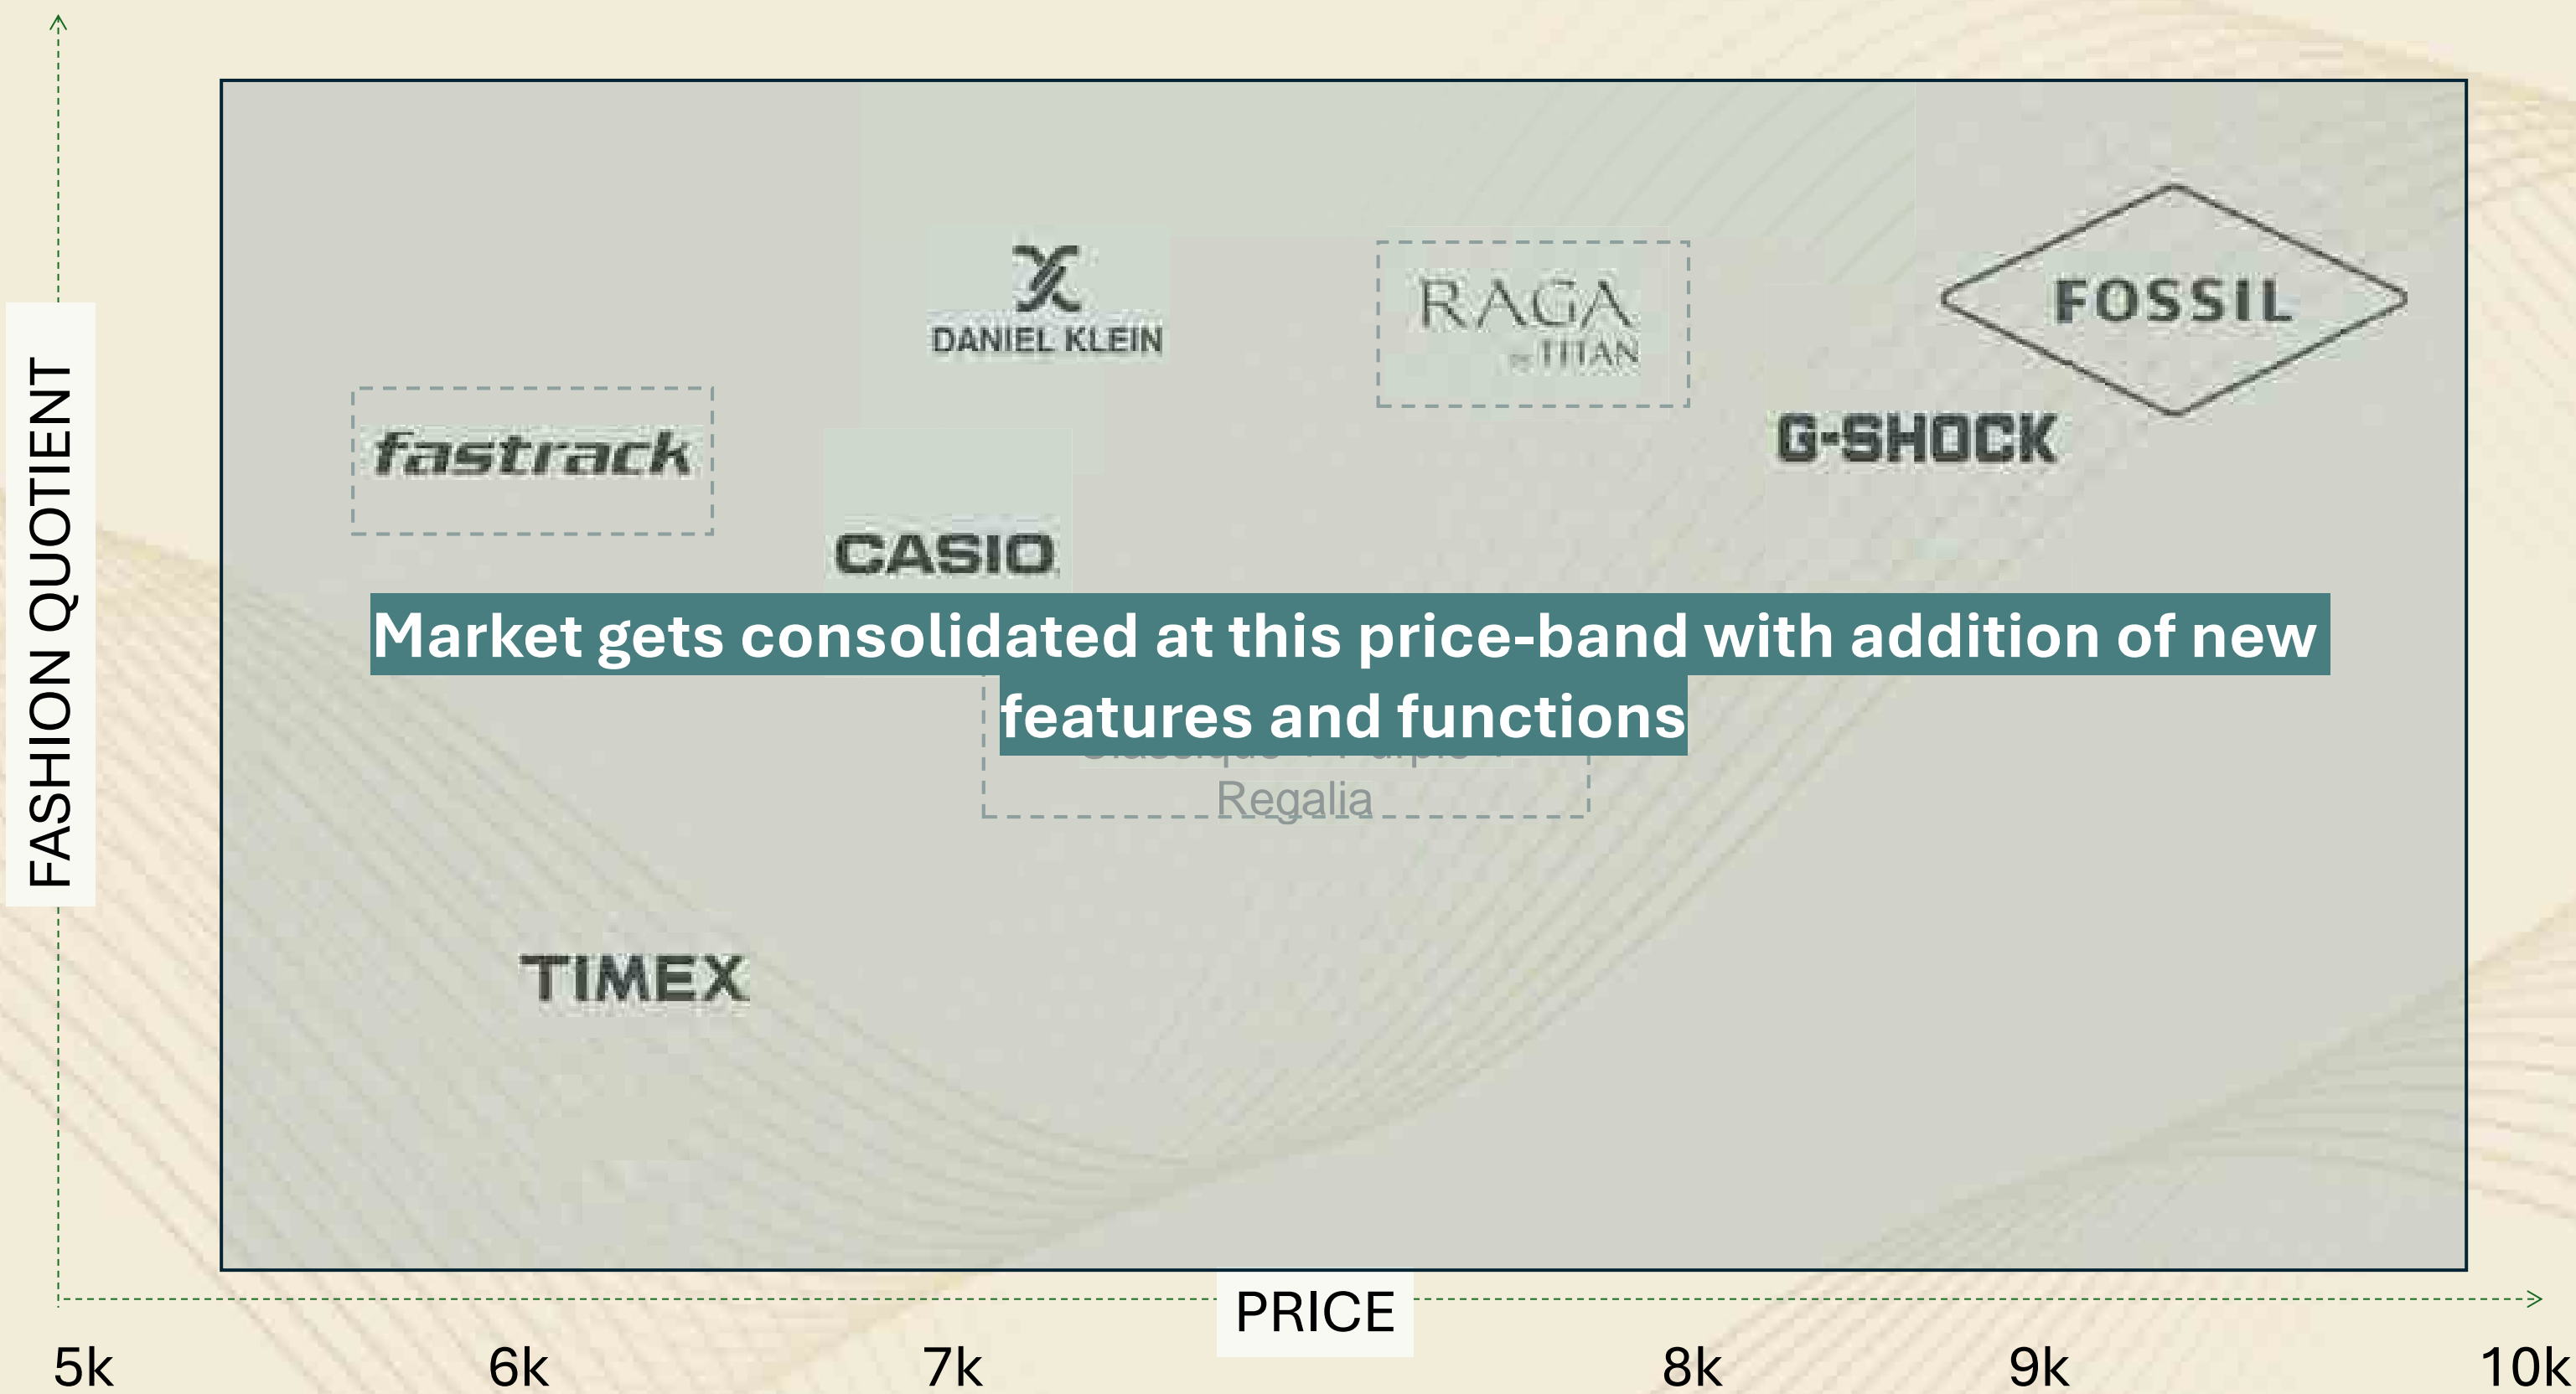 FASHION QUOTIENT
DANIEL KLEIN
RAGA
BY TITAN
FOSSIL
fastrack
G-SHOCK
CASIO
Market gets consolidated at this price-band with addition of new
features and functions
Regalia
TIMEX
PRICE
5k 6k 7k 8k 9k 10k